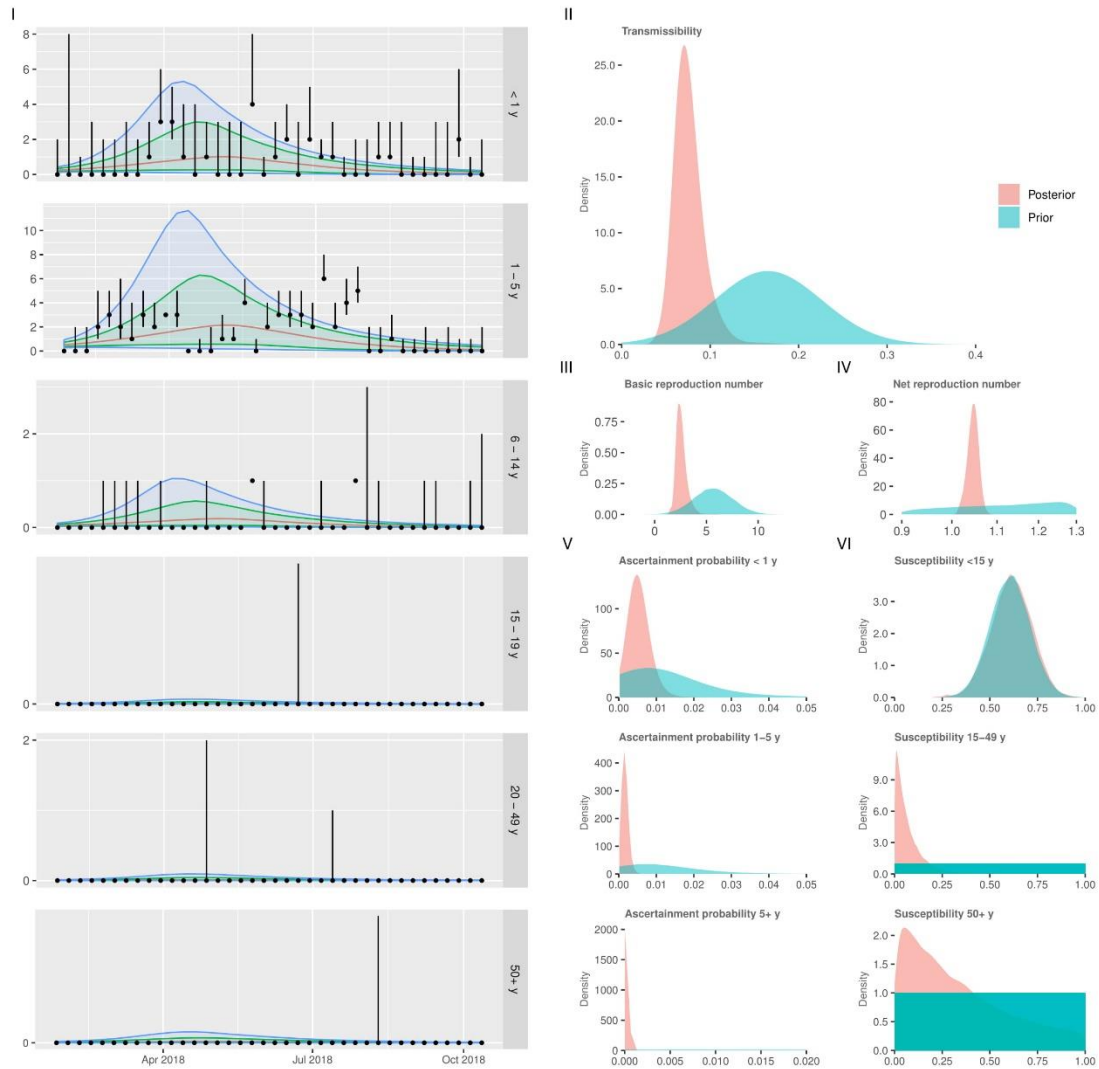 I
8
6
4
2
0
< 1 y
10
8
6
4
2
0
1 – 5 y
2
0
6 – 14 y
0
15 – 19 y
2
0
20 – 49 y
0
50+ y
Apr 2018 Jul 2018 Oct 2018
II
Transmissibility
Density
25.0
20.0
15.0
10.0
5.0
0.0
0.0 0.1 0.2 0.3 0.4
Posterior
Prior
III
Basic reproduction number
Density
0.75
0.50
0.25
0.00
0 5 10
IV
Net reproduction number
Density
80
60
40
20
0
0.9 1.0 1.1 1.2 1.3
V
Ascertainment probability < 1 y
Density
100
50
0
0.00 0.01 0.02 0.03 0.04 0.05
VI
Susceptibility <15 y
Density
3.0
2.0
1.0
0.0
0.00 0.25 0.50 0.75 1.00
Ascertainment probability 1–5 y
Density
400
300
200
100
0
0.00 0.01 0.02 0.03 0.04 0.05
Susceptibility 15–49 y
Density
9.0
6.0
3.0
0.0
0.00 0.25 0.50 0.75 1.00
Ascertainment probability 5+ y
Density
2000
1500
1000
500
0
0.000 0.005 0.010 0.015 0.020
Susceptibility 50+ y
Density
2.0
1.5
1.0
0.5
0.0
0.00 0.25 0.50 0.75 1.00